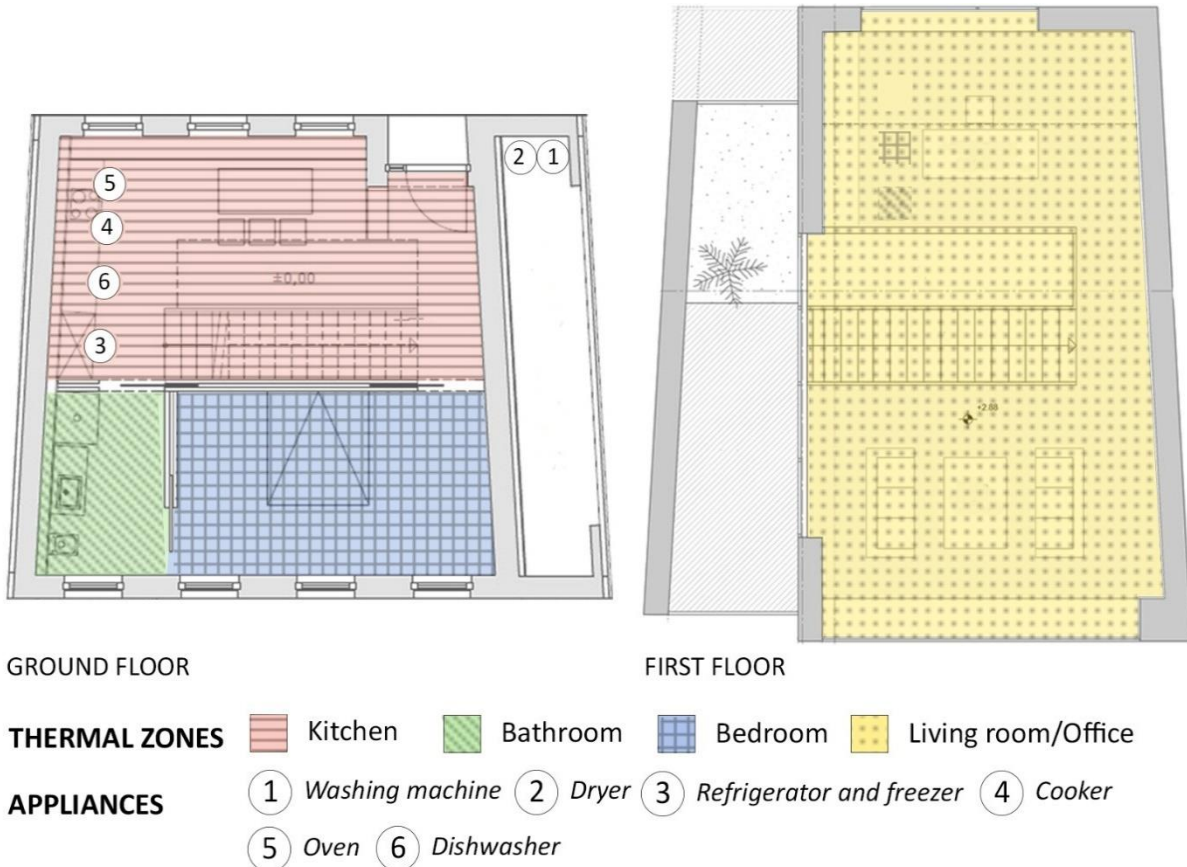 2 1
5
4
6
±0,00
3
+2.88
GROUND FLOOR
FIRST FLOOR
THERMAL ZONES Kitchen Bathroom Bedroom Living room/Office
APPLIANCES 1 Washing machine 2 Dryer 3 Refrigerator and freezer 4 Cooker
5 Oven 6 Dishwasher